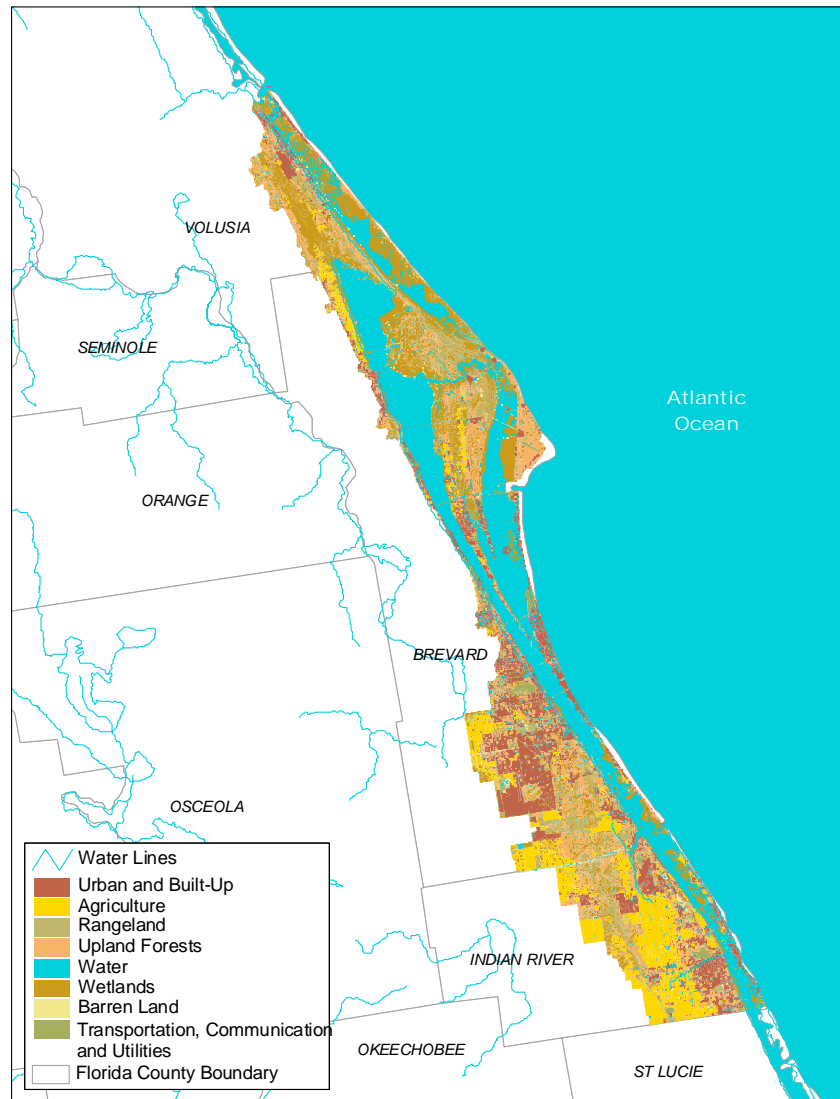 VOLUSIA
SEMINOLE
Atlantic
Ocean
ORANGE
BREVARD
OSCEOLA
Water Lines
Urban and Built-Up
Agriculture
Rangeland
Upland Forests
Water
Wetlands
Barren Land
Transportation, Communication
and Utilities
Florida County Boundary
INDIAN RIVER
OKEECHOBEE
ST LUCIE